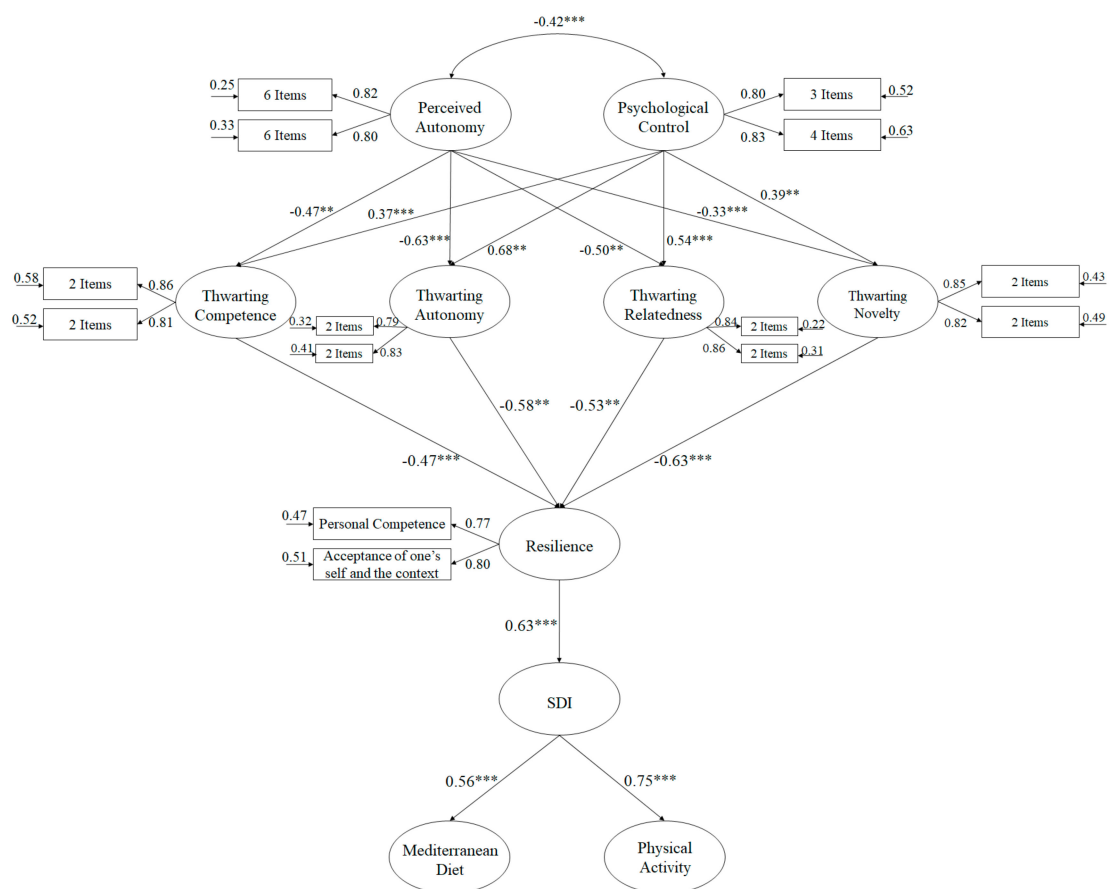 -0.42***
0.25
6 Items
0.82
Perceived
Autonomy
Psychological
Control
0.80
3 Items
0.52
0.33
6 Items
0.80
0.83
4 Items
0.63
-0.47**
0.37***
-0.63***
0.68**
-0.50**
0.54***
0.39**
-0.33***
0.58
2 Items
0.86
0.52
2 Items
0.81
Thwarting
Competence
Thwarting
Autonomy
0.32
2 Items
0.79
0.41
2 Items
0.83
Thwarting
Relatedness
0.84
2 Items
0.22
0.86
2 Items
0.31
Thwarting
Novelty
0.85
2 Items
0.43
0.82
2 Items
0.49
-0.47***
-0.58**
-0.53**
-0.63***
0.47
Personal Competence
0.77
0.51
Acceptance of one's
self and the context
0.80
Resilience
0.63***
SDI
0.56***
0.75***
Mediterranean
Diet
Physical
Activity